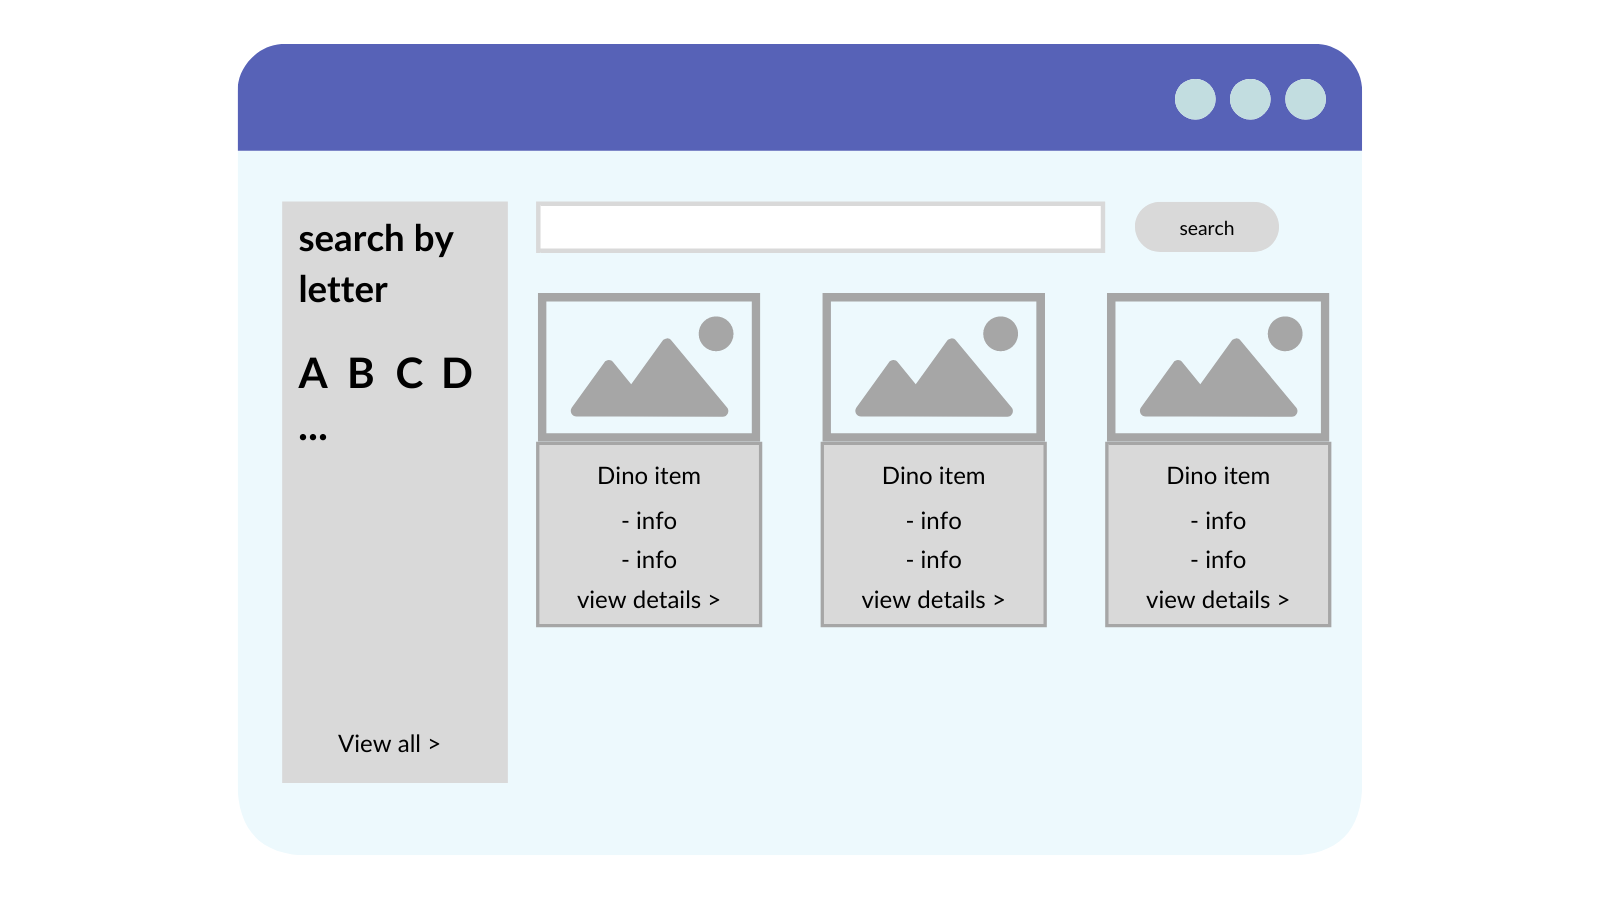 search by
letter
A B C D
...
View all >
search
Dino item
- info
- info
view details >
Dino item
- info
- info
view details >
Dino item
- info
- info
view details >